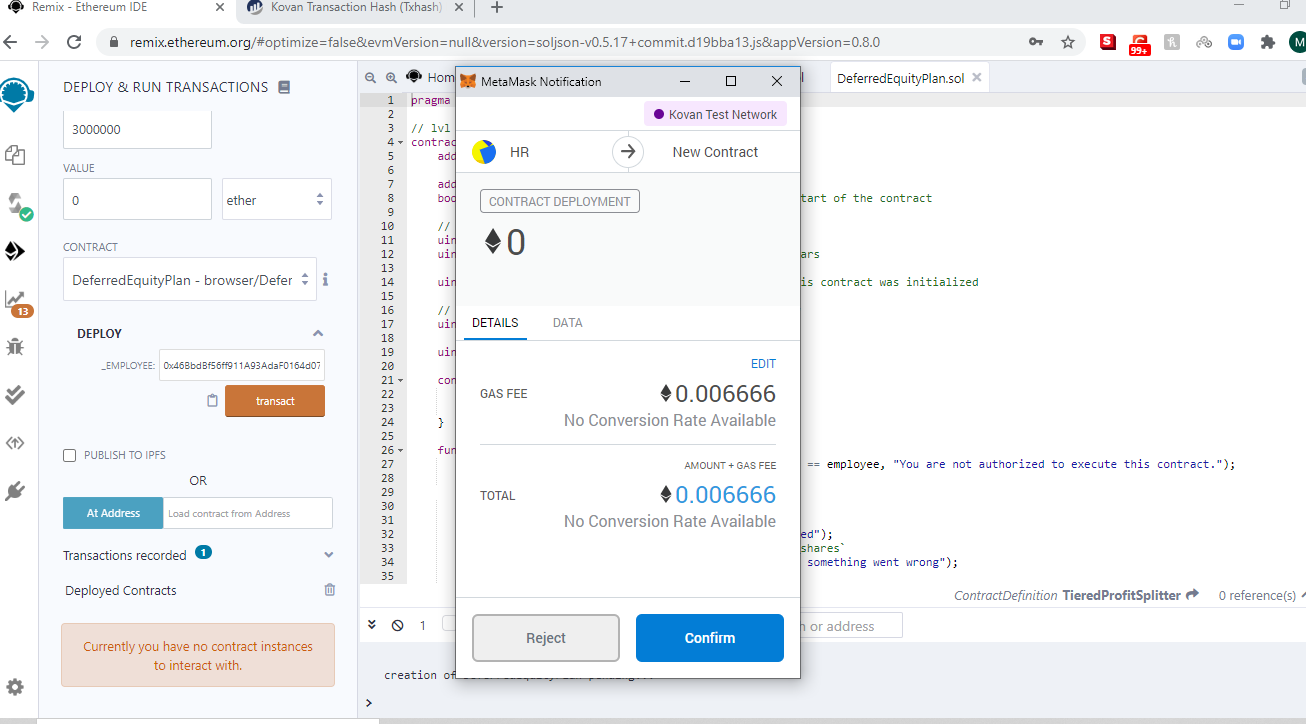 Remix - Ethereum IDE
Kovan Transaction Hash (Txhash)
remix.ethereum.org/#optimize=false&evmVersion=null&version=soljson-v0.5.17+commit.d19bba13.js&appVersion=0.8.0
S
99+
M
DEPLOY & RUN TRANSACTIONS
3000000
VALUE
0
ether
CONTRACT
DeferredEquityPlan - browser/Defer
i
DEPLOY
_EMPLOYEE:
0x46BbdBf56ff911A93AdaF0164d07
transact
PUBLISH TO IPFS
OR
At Address
Load contract from Address
Transactions recorded 1
Deployed Contracts
Currently you have no contract instances
to interact with.
13
Hom
DeferredEquityPlan.sol
1 pragma
2
3 // lvl
4 contrac
5 add
6
7 add
8 boo tart of the contract
9
10 //
11 uin
12 uin ars
13
14 uin is contract was initialized
15
16 //
17 uin
18
19 uin
20
21 con
22
23
24 }
25
26 fun
27 == employee, "You are not authorized to execute this contract.");
28
29
30
31
32 ed");
33 shares`
34 something went wrong");
35
ContractDefinition TieredProfitSplitter 0 reference(s)
1
n or address
creation of
>
MetaMask Notification
Kovan Test Network
HR
New Contract
CONTRACT DEPLOYMENT
0
DETAILS
DATA
EDIT
GAS FEE
0.006666
No Conversion Rate Available
AMOUNT + GAS FEE
TOTAL
0.006666
No Conversion Rate Available
Reject
Confirm